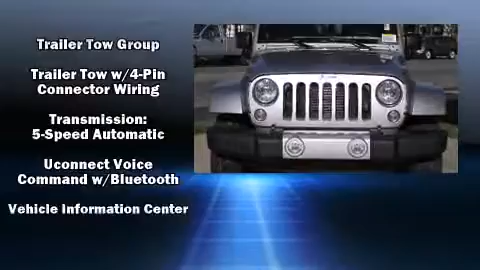 Trailer Tow Group
Trailer Tow w/4-Pin
Connector Wiring
Transmission:
5-Speed Automatic
Uconnect Voice
Command w/Bluetooth
Vehicle Information Center